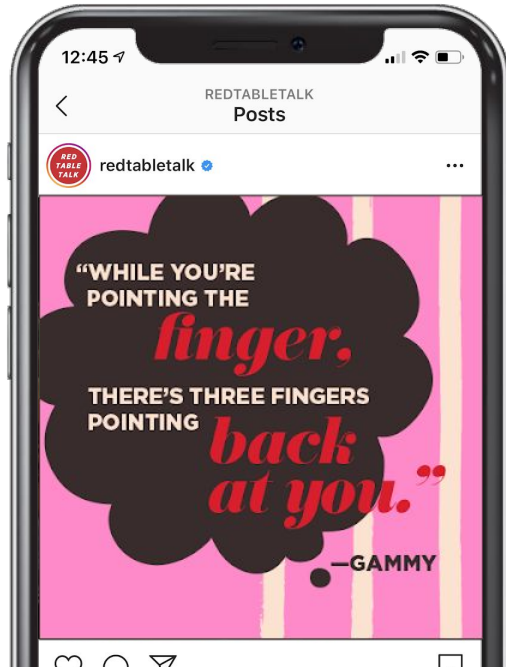 12:45
REDTABLETALK
Posts
RED
TABLE
TALK
redtabletalk
“WHILE YOU’RE
POINTING THE
finger,
THERE’S THREE FINGERS
POINTING
back
at you.”
—GAMMY